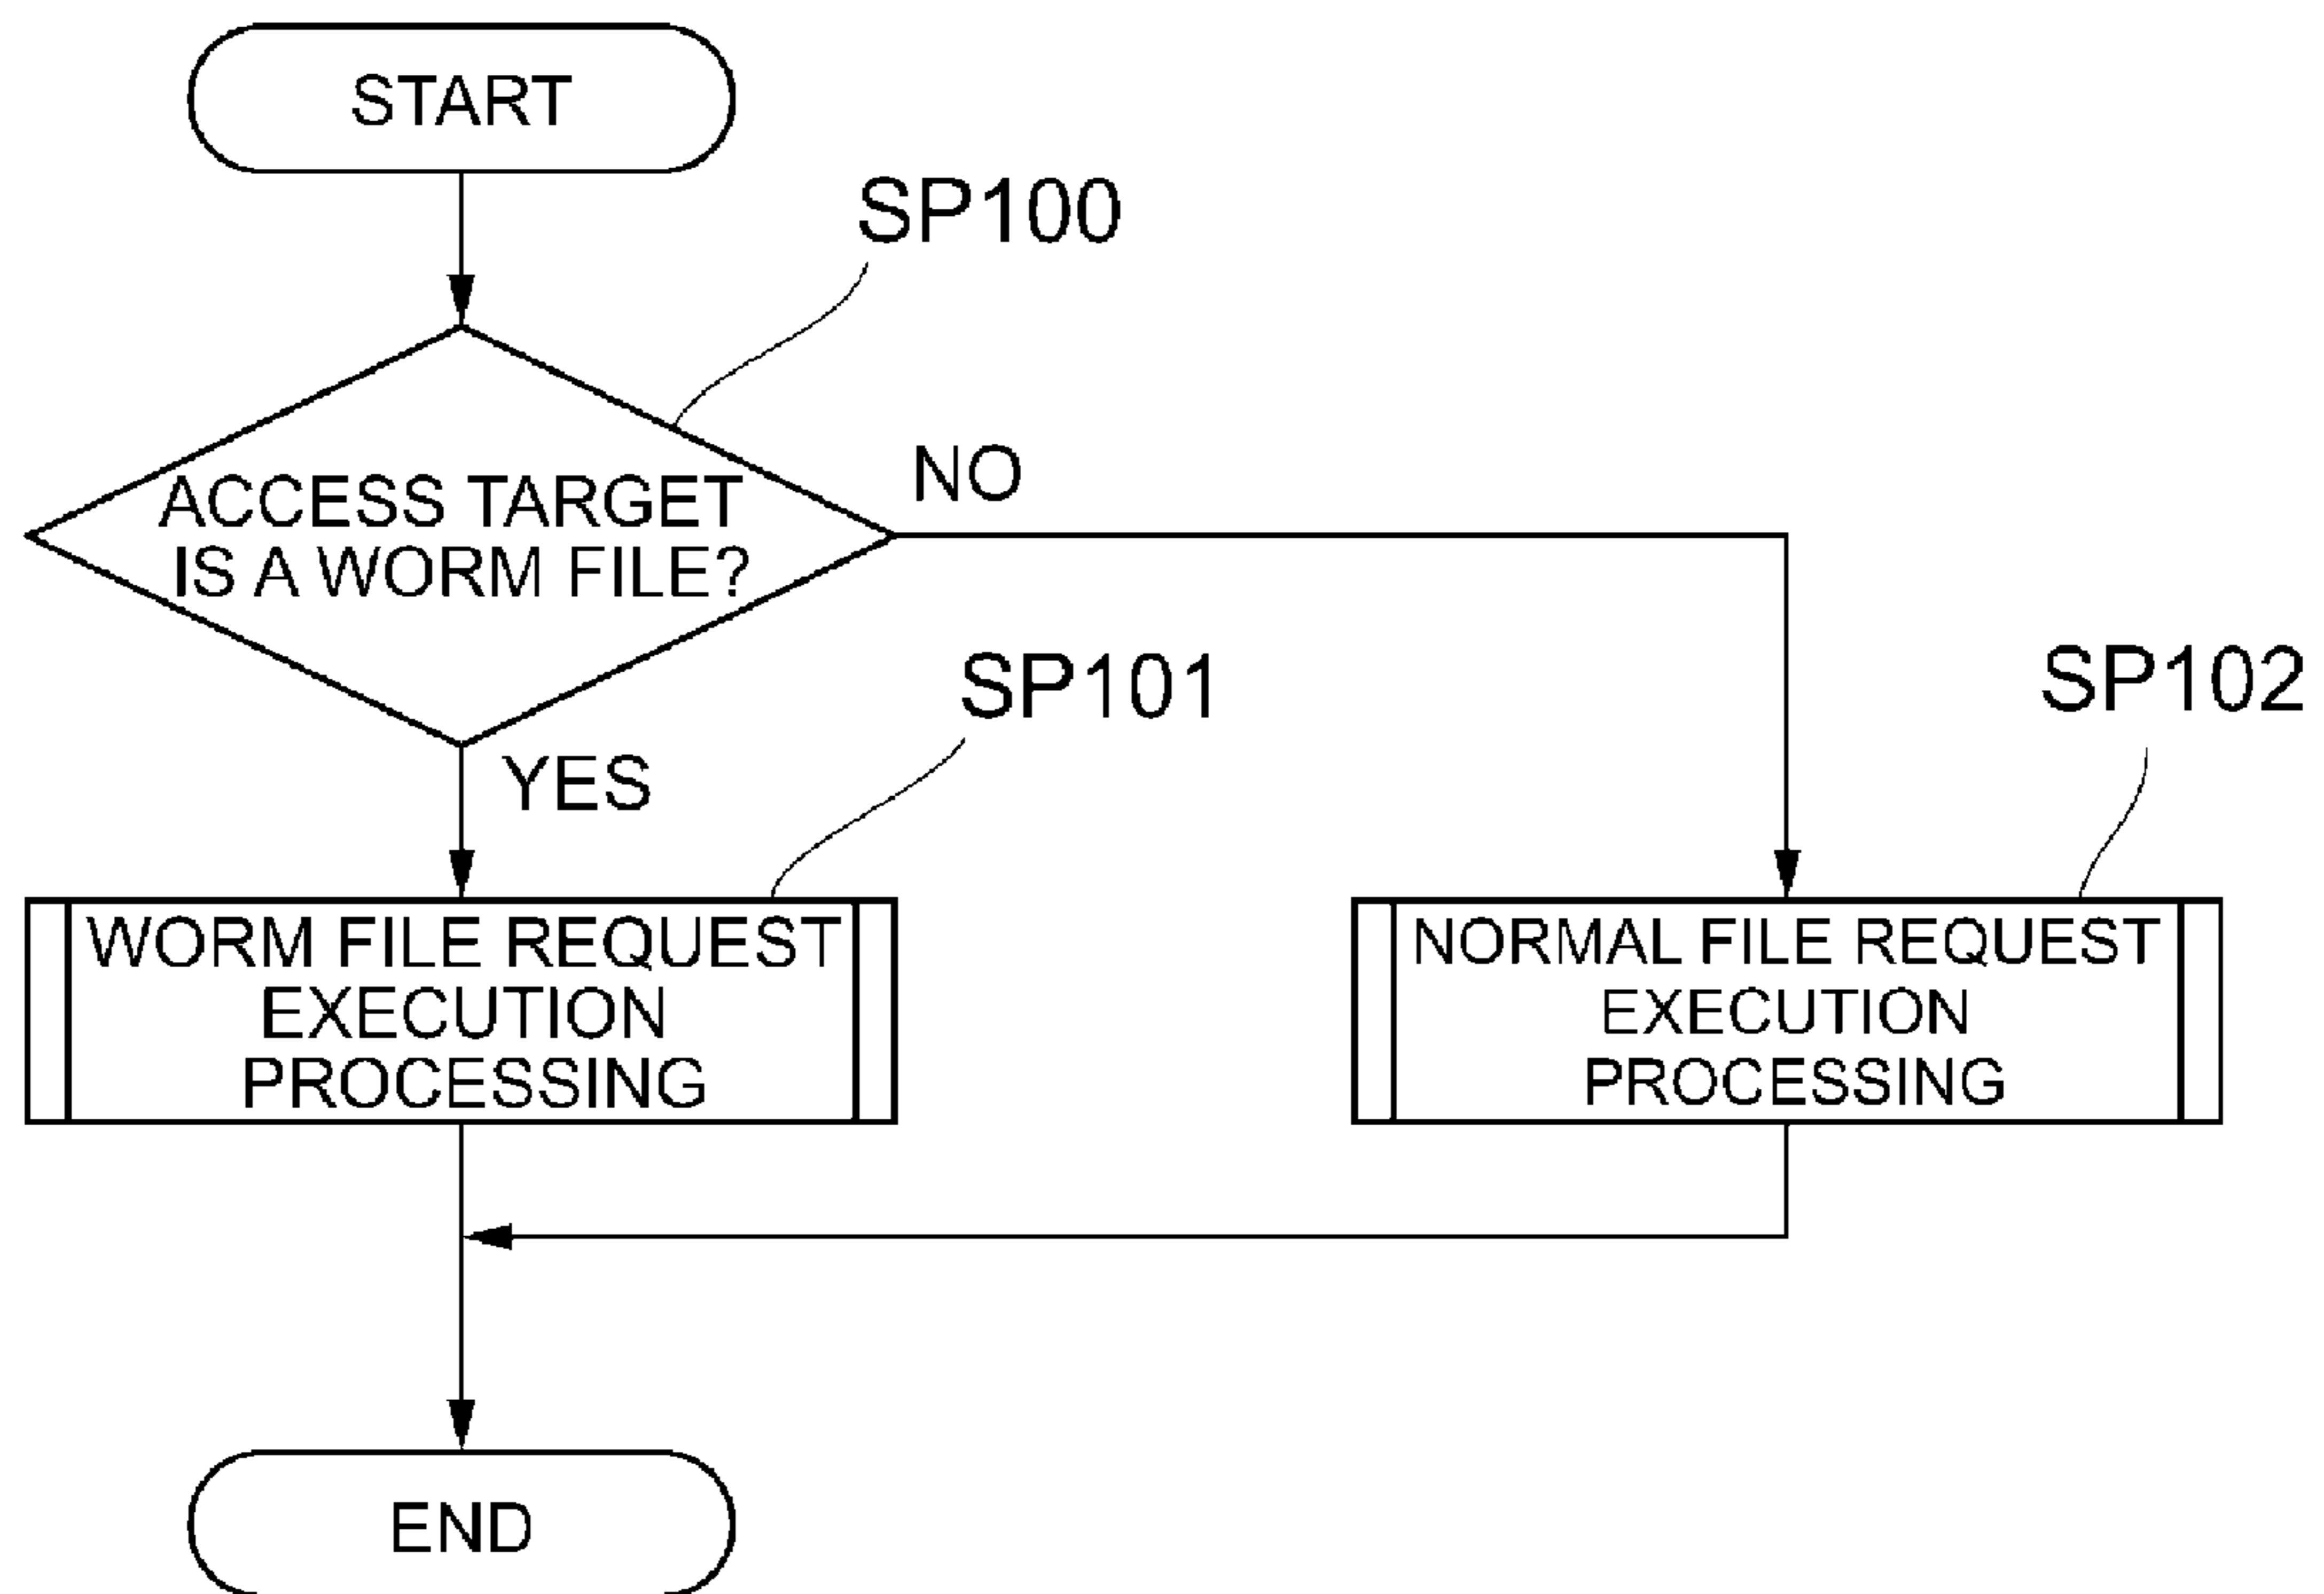 START
SP100
ACCESS TARGET
IS A WORM FILE?
NO
YES
SP101
SP102
WORM FILE REQUEST
EXECUTION
PROCESSING
NORMAL FILE REQUEST
EXECUTION
PROCESSING
END